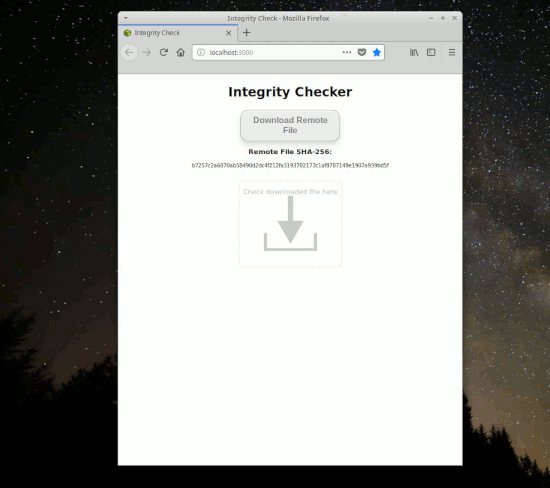 Integrity Check - Mozilla Firefox
Integrity Check
localhost:3000
Integrity Checker
Download Remote
File
Remote File SHA-256:
b7257c2a6070ab58490d2dc4f212fa3193702173c1af8787149e1907a939bd5f
Check downloaded file here